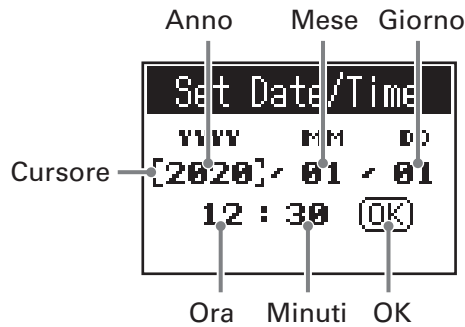 Anno Mese Giorno
Set Date/Time
YYYY MM DD
Cursore [2020]/ 01 / 01
12 : 30 OK
Ora Minuti OK